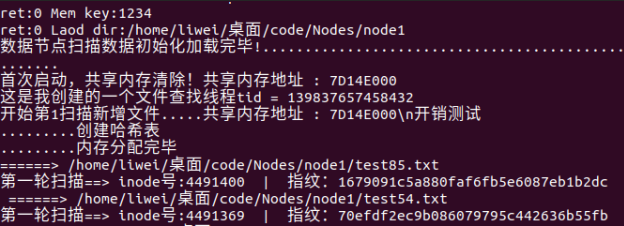 ret:0 Mem key:1234
ret:0 Laod dir:/home/liwei/桌面/code/Nodes/node1
数据节点扫描数据初始化加载完毕!.............................................
.......
首次启动，共享内存清除！共享内存地址 : 7D14E000
这是我创建的一个文件查找线程tid = 139837657458432
开始第1扫描新增文件.....共享内存地址 : 7D14E000\n开销测试
.........创建哈希表
.........内存分配完毕
======> /home/liwei/桌面/code/Nodes/node1/test85.txt
第一轮扫描==> inode号:4491400  |  指纹: 1679091c5a880faf6fb5e6087eb1b2dc
 ======> /home/liwei/桌面/code/Nodes/node1/test54.txt
第一轮扫描==> inode号:4491369  |  指纹: 70efdf2ec9b086079795c442636b55fb